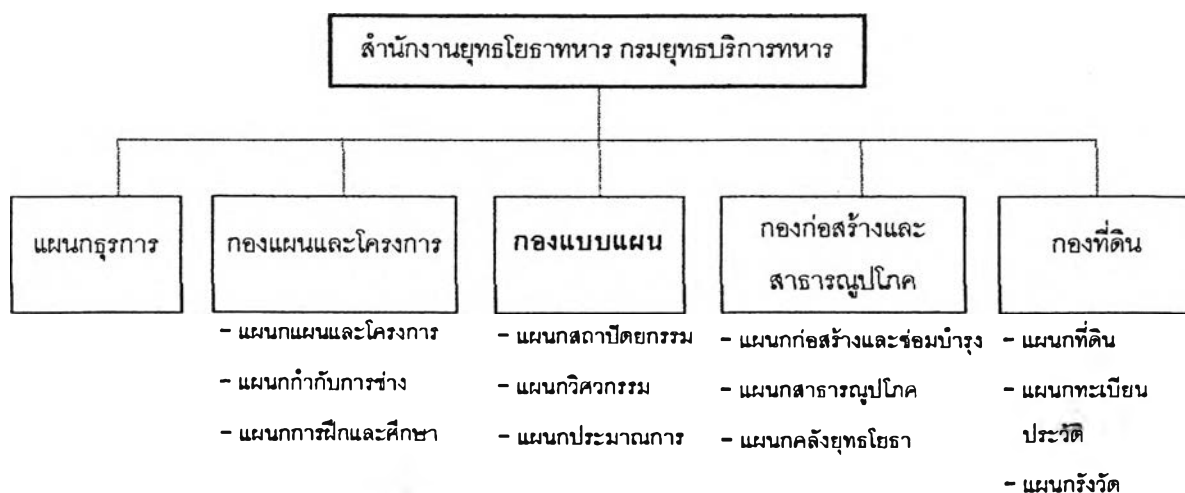 สำนักงานยุทธโยธาทหาร กรมยุทธบริการทหาร
แผนกธุรการ
กองแผนและโครงการ
- แผนกแผนและโครงการ
- แผนกกำกับการช่าง
- แผนกการฝึกและศึกษา
กองแบบแผน
- แผนกสถาปัตยกรรม
- แผนกวิศวกรรม
- แผนกประมาณการ
กองก่อสร้างและ
สาธารณูปโภค
- แผนกก่อสร้างและซ่อมบำรุง
- แผนกสาธารณูปโภค
- แผนกคลังยุทธโยธา
กองที่ดิน
- แผนกที่ดิน
- แผนกทะเบียน
ประวัติ
- แผนกรังวัด